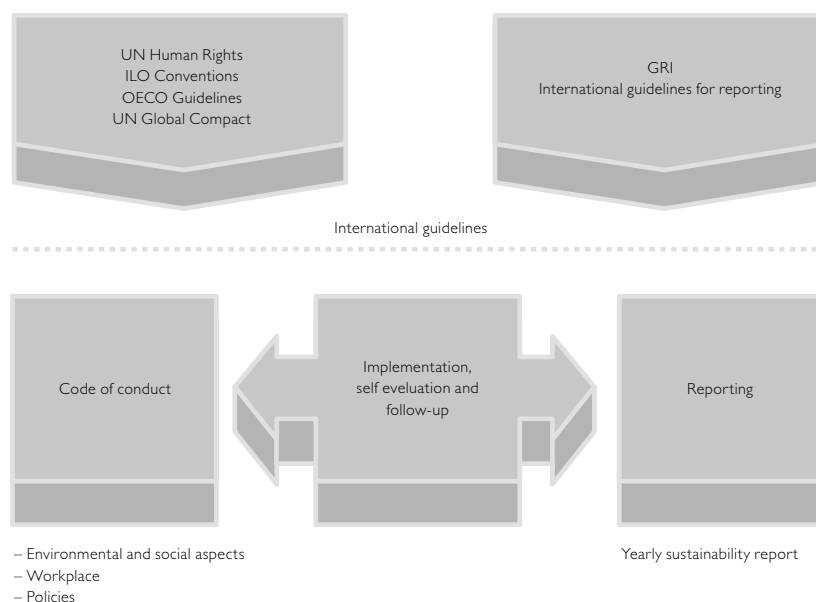 UN Human Rights
ILO Conventions
OECO Guidelines
UN Global Compact
GRI
International guidelines for reporting
International guidelines
Code of conduct
Implementation,
self eveluation and
follow-up
Reporting
– Environmental and social aspects
– Workplace
– Policies
Yearly sustainability report